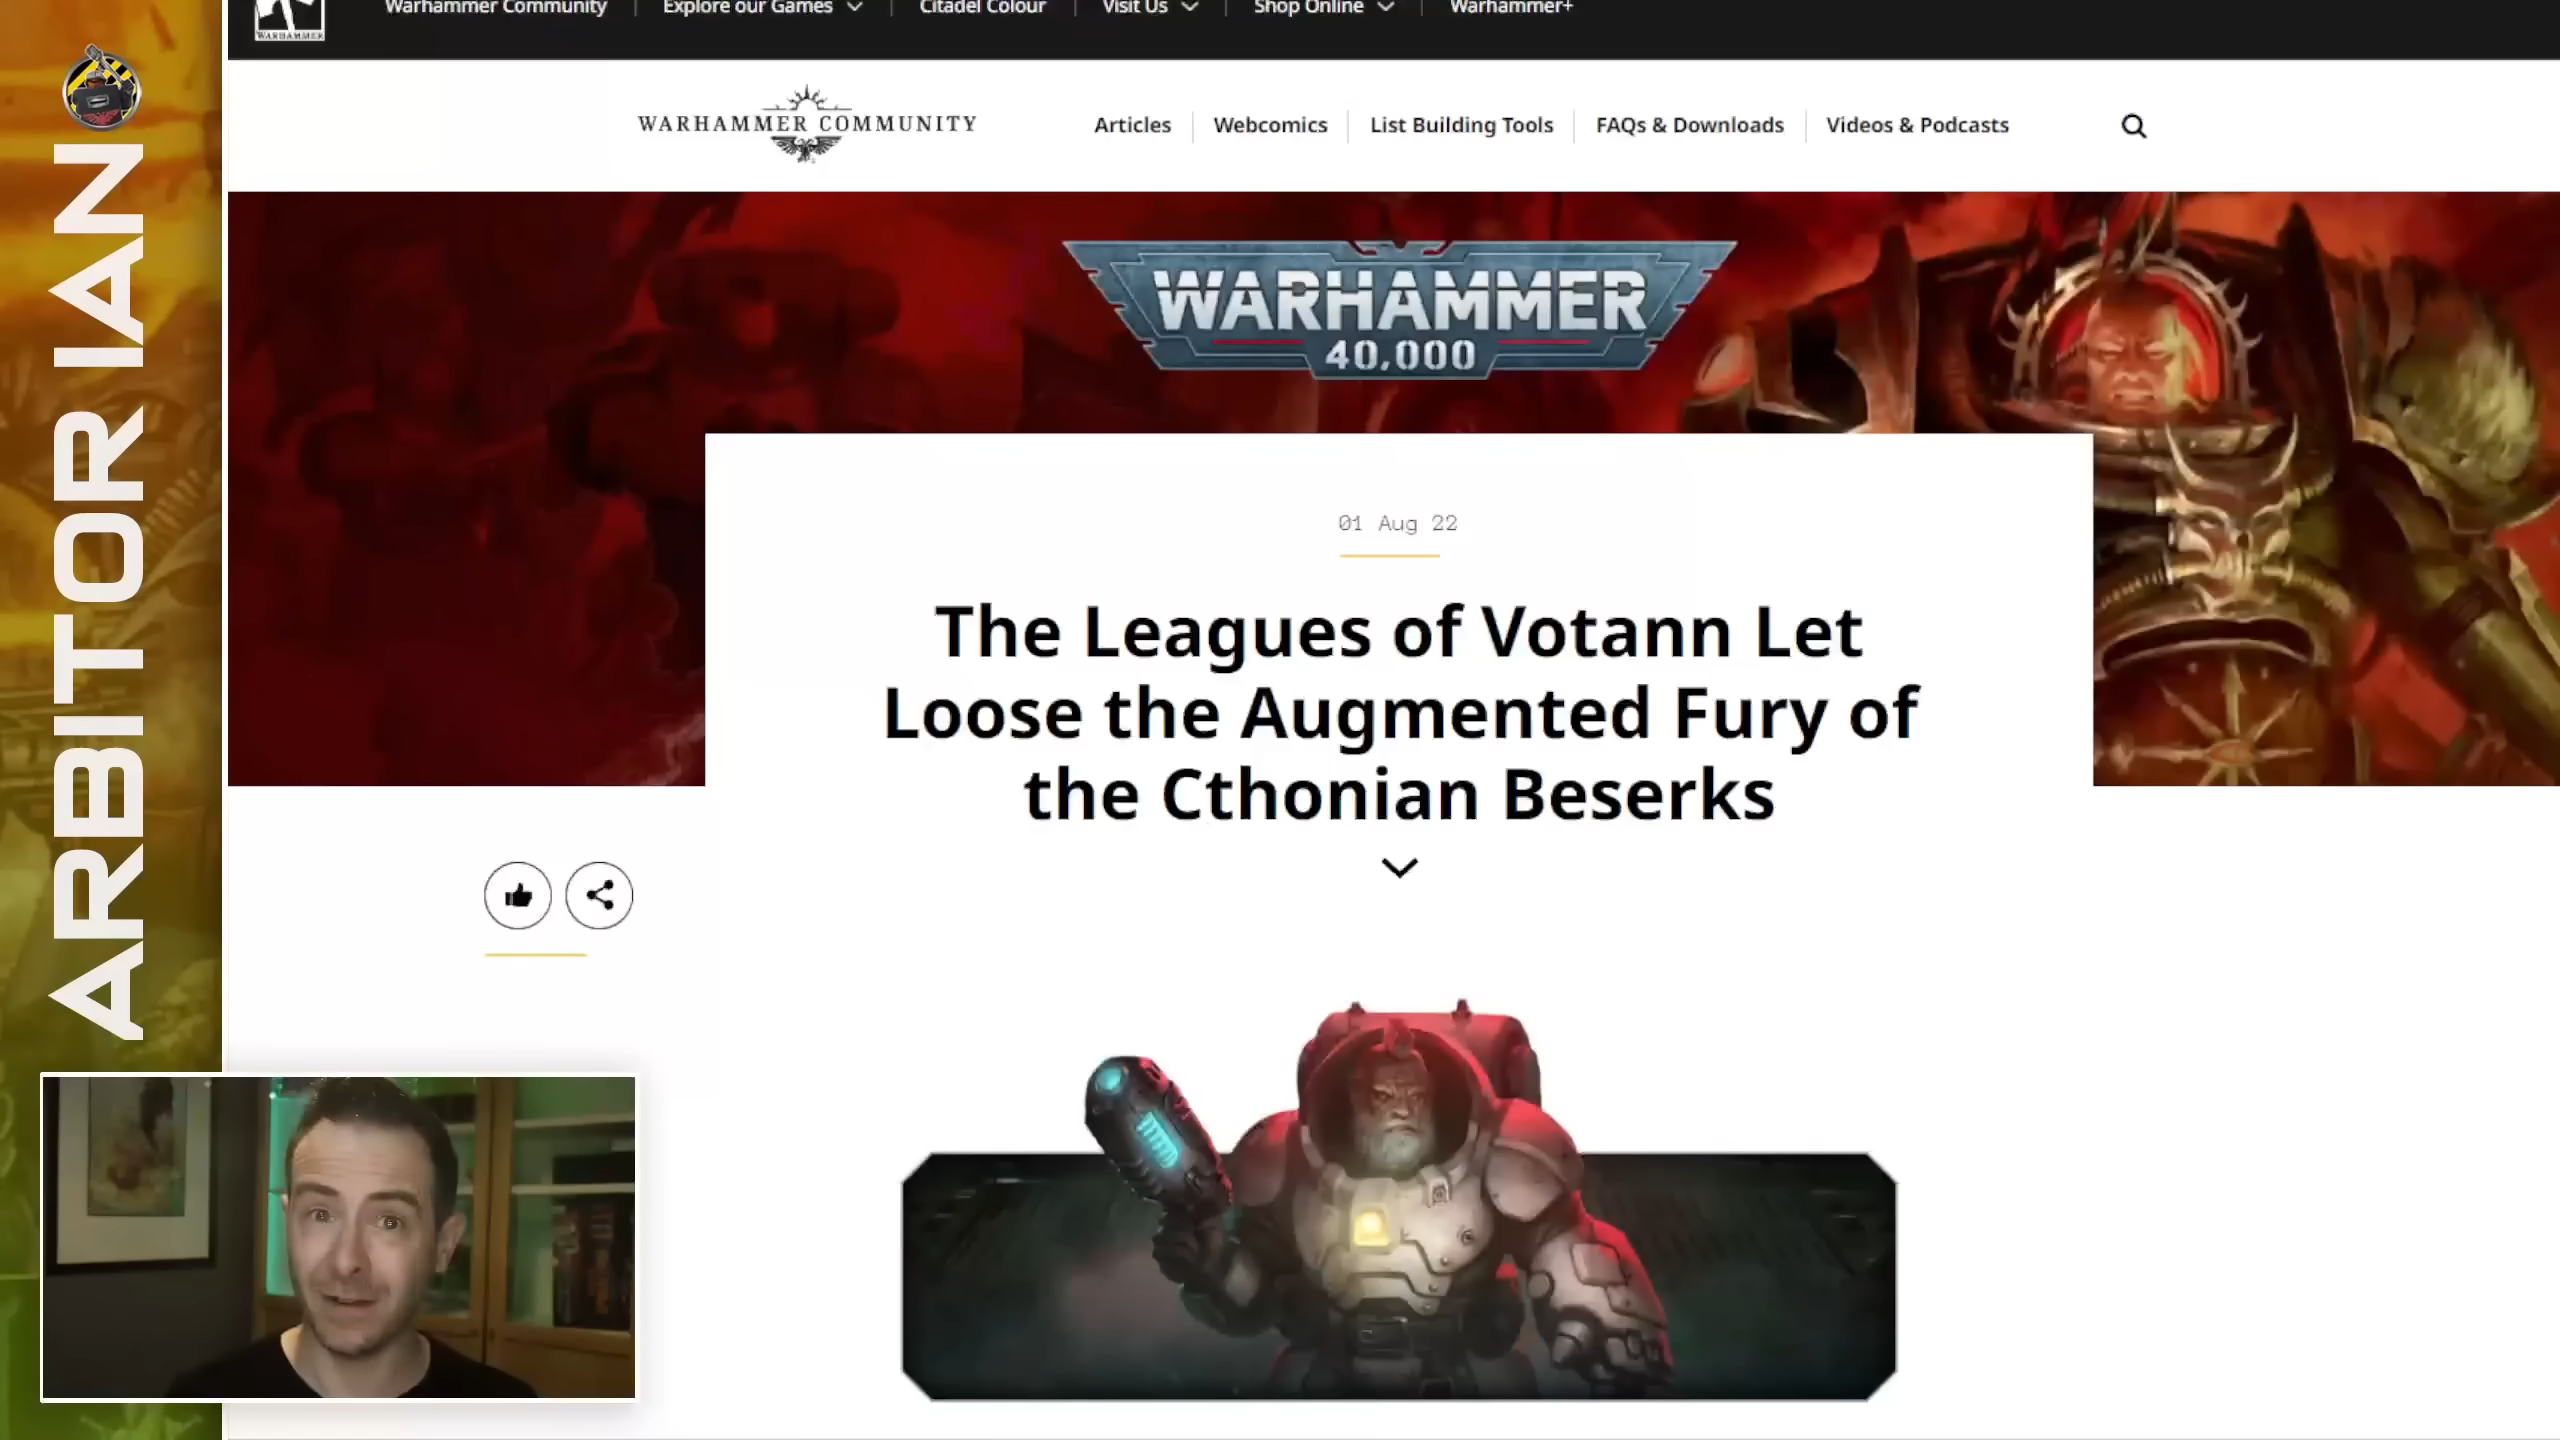 Warhammer Community
Explore our Games
Citadel Colour
Visit Us
Shop Online
Warhammer+
WARHAMMER
WARHAMMER COMMUNITY
Articles
Webcomics
List Building Tools
FAQs & Downloads
Videos & Podcasts
ARBITOR IAN
WARHAMMER
40,000
01 Aug 22
The Leagues of Votann Let
Loose the Augmented Fury of
the Cthonian Beserks